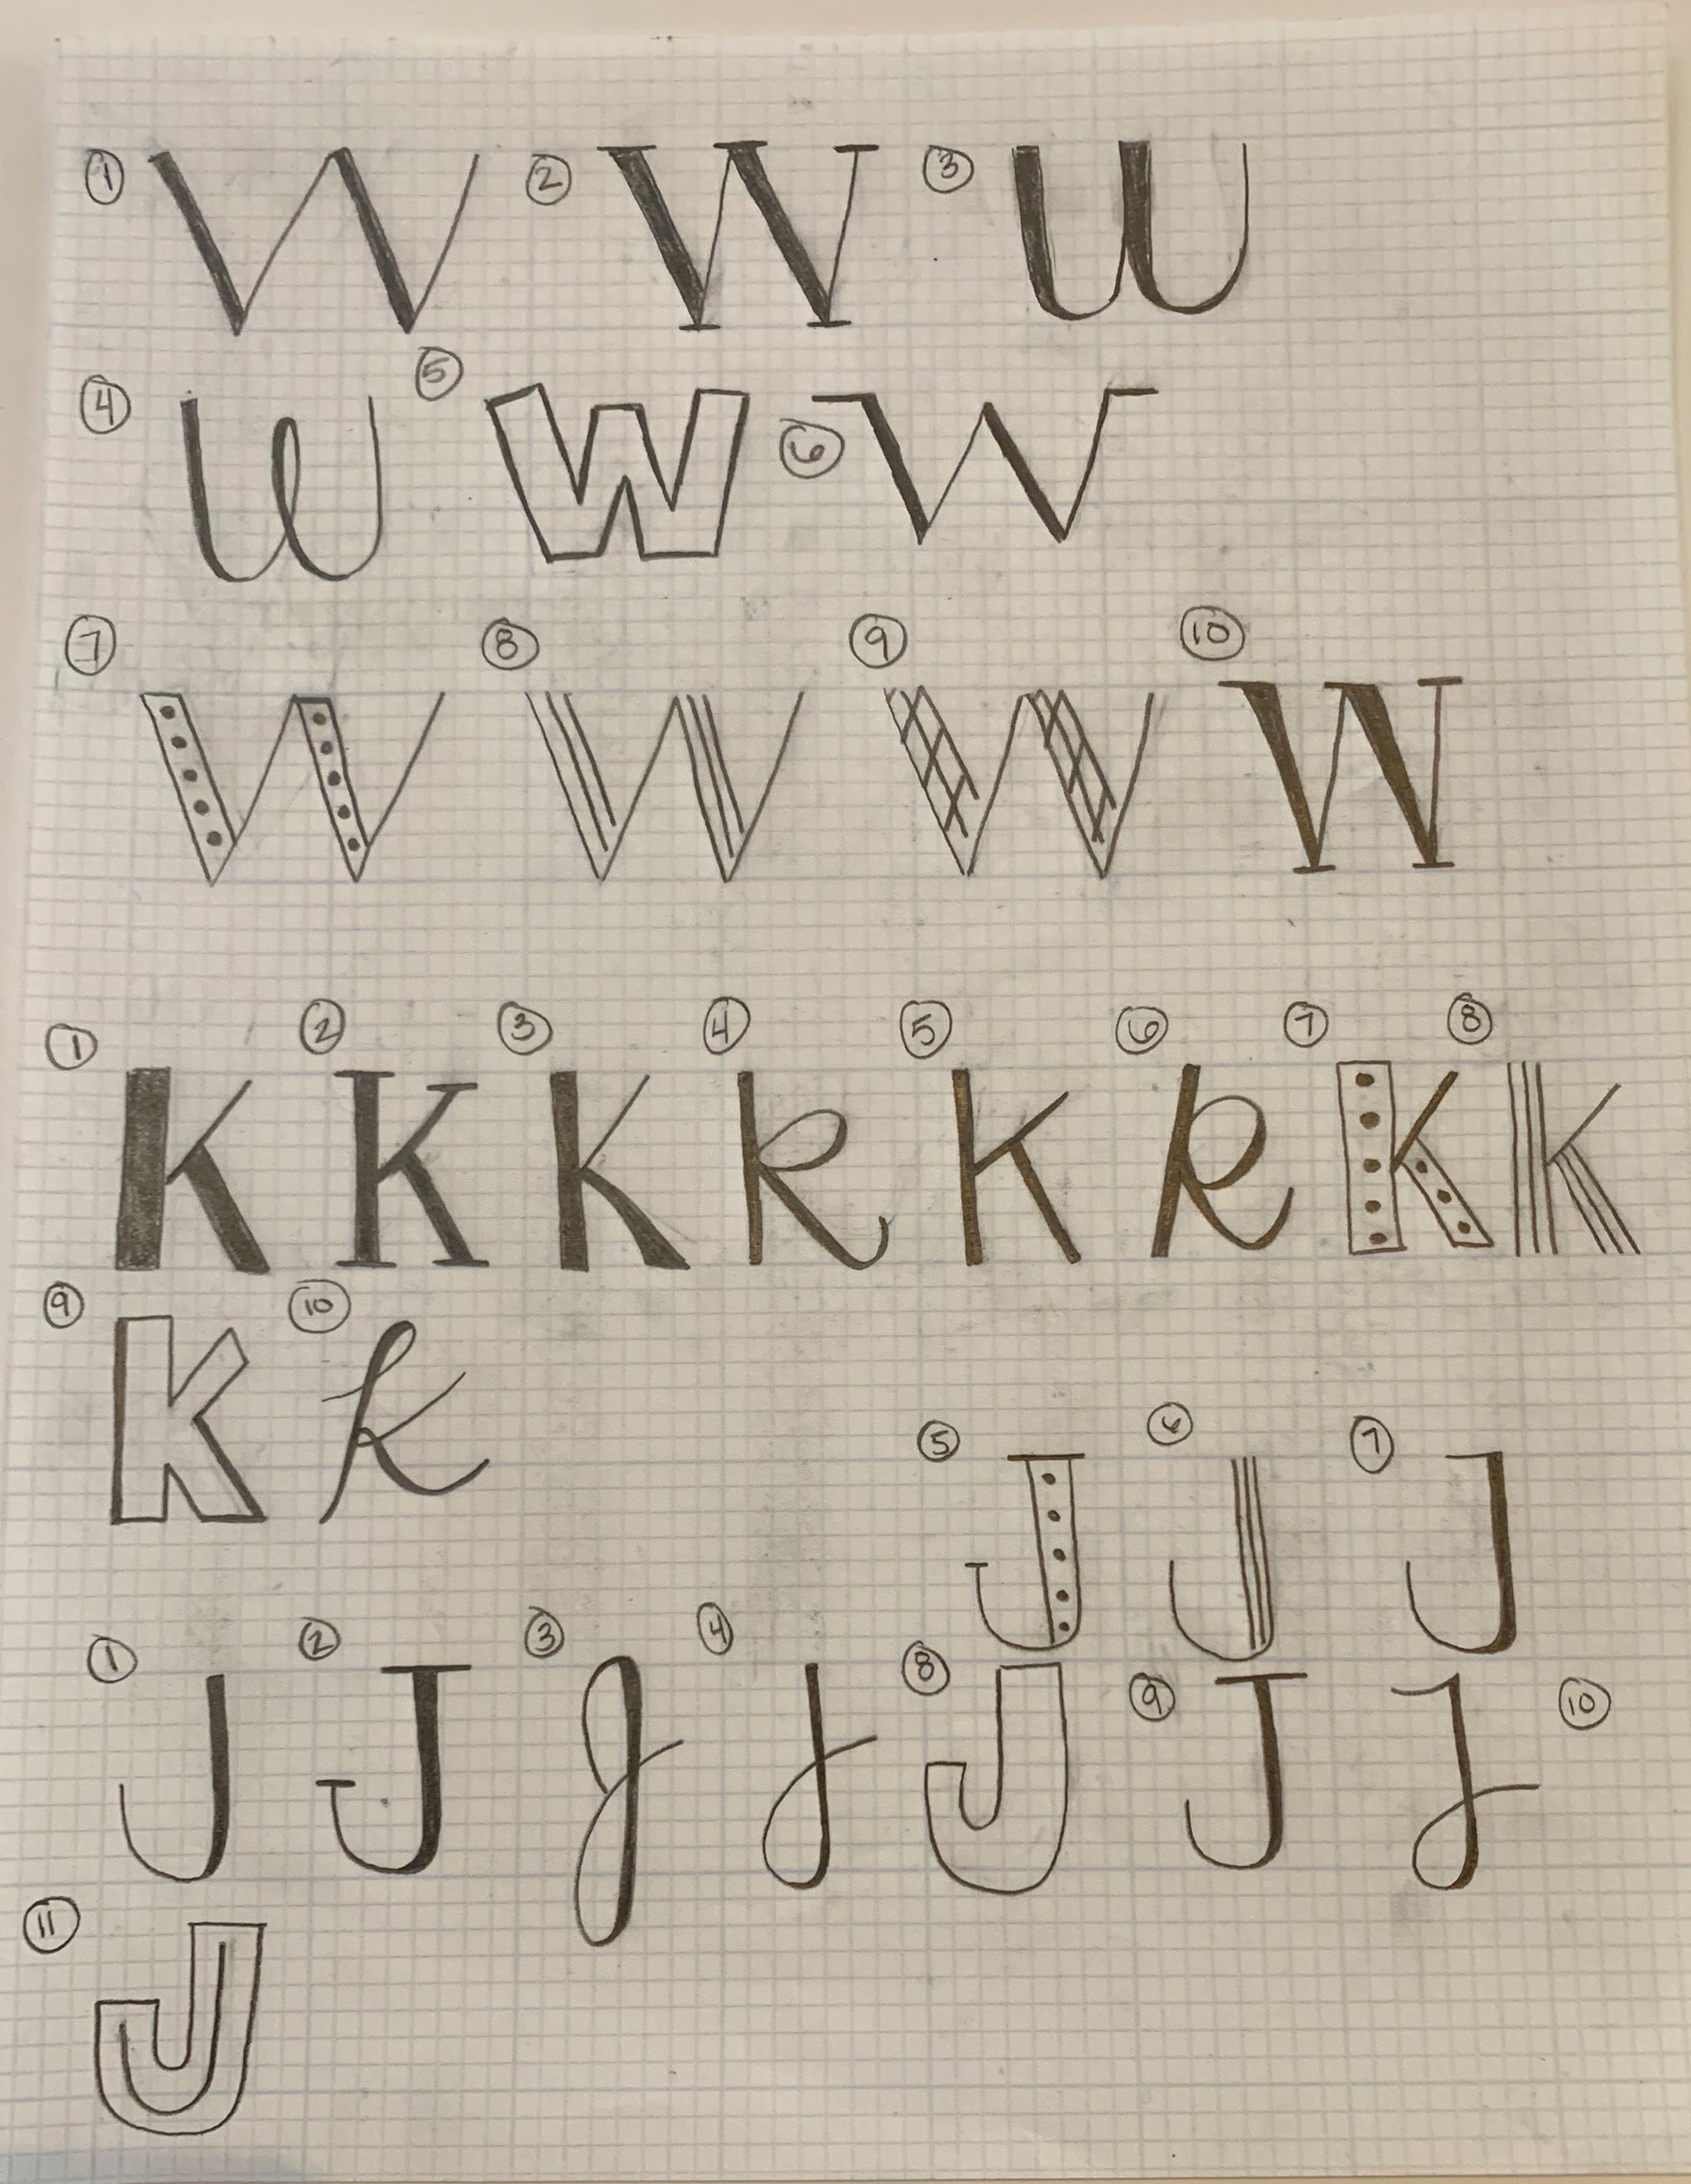 ① W ② W ③ W
④ W ⑤ W ⑥ W
⑦ W ⑧ W ⑨ W ⑩ W
① K ② K ③ K ④ K ⑤ K ⑥ K ⑦ K ⑧ K
⑨ K ⑩ K
⑤ J ⑥ J ⑦ J
① J ② J ③ J ④ J ⑧ J ⑨ J J ⑩
⑪ J